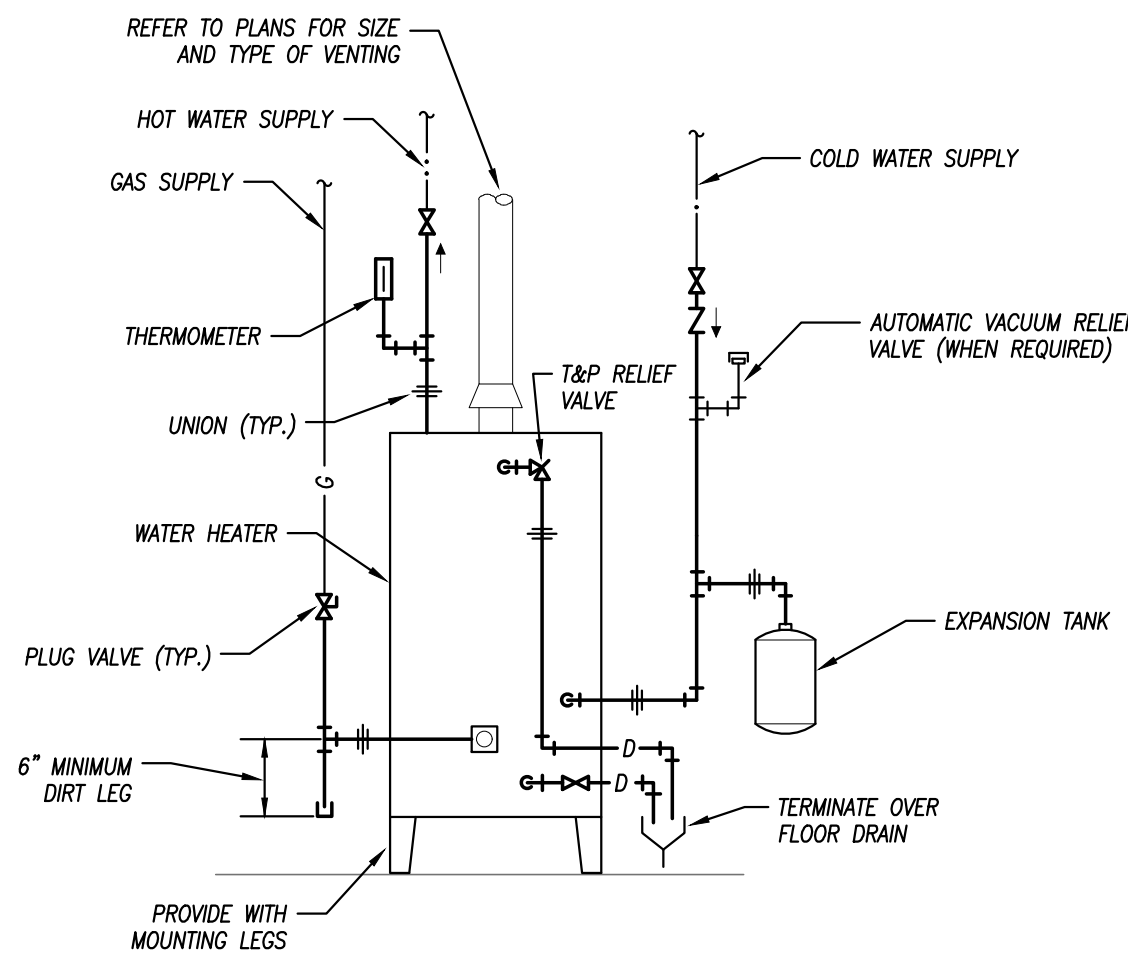 REFER TO PLANS FOR SIZE
AND TYPE OF VENTING
HOT WATER SUPPLY
COLD WATER SUPPLY
GAS SUPPLY
THERMOMETER
AUTOMATIC VACUUM RELIEF
VALVE (WHEN REQUIRED)
T&P RELIEF
VALVE
UNION (TYP.)
G
WATER HEATER
EXPANSION TANK
PLUG VALVE (TYP.)
D
6" MINIMUM
DIRT LEG
D
TERMINATE OVER
FLOOR DRAIN
PROVIDE WITH
MOUNTING LEGS